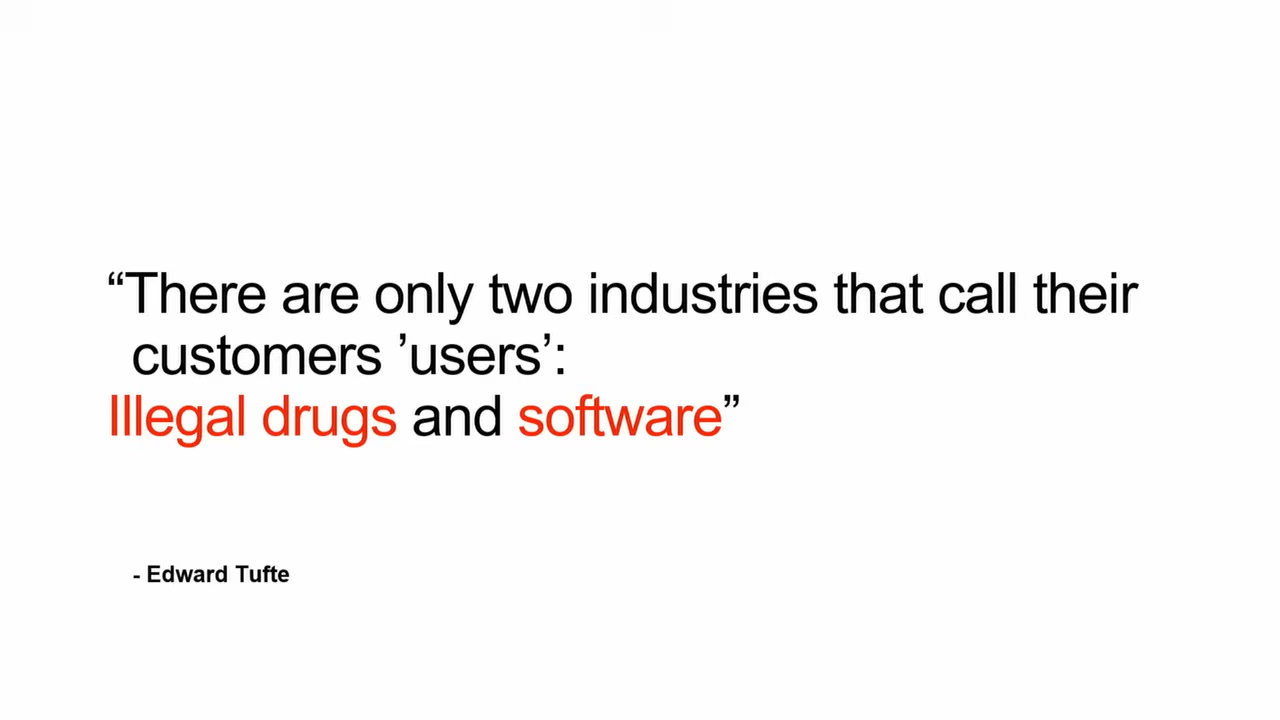 “There are only two industries that call their
customers ’users’:
Illegal drugs and software”
- Edward Tufte